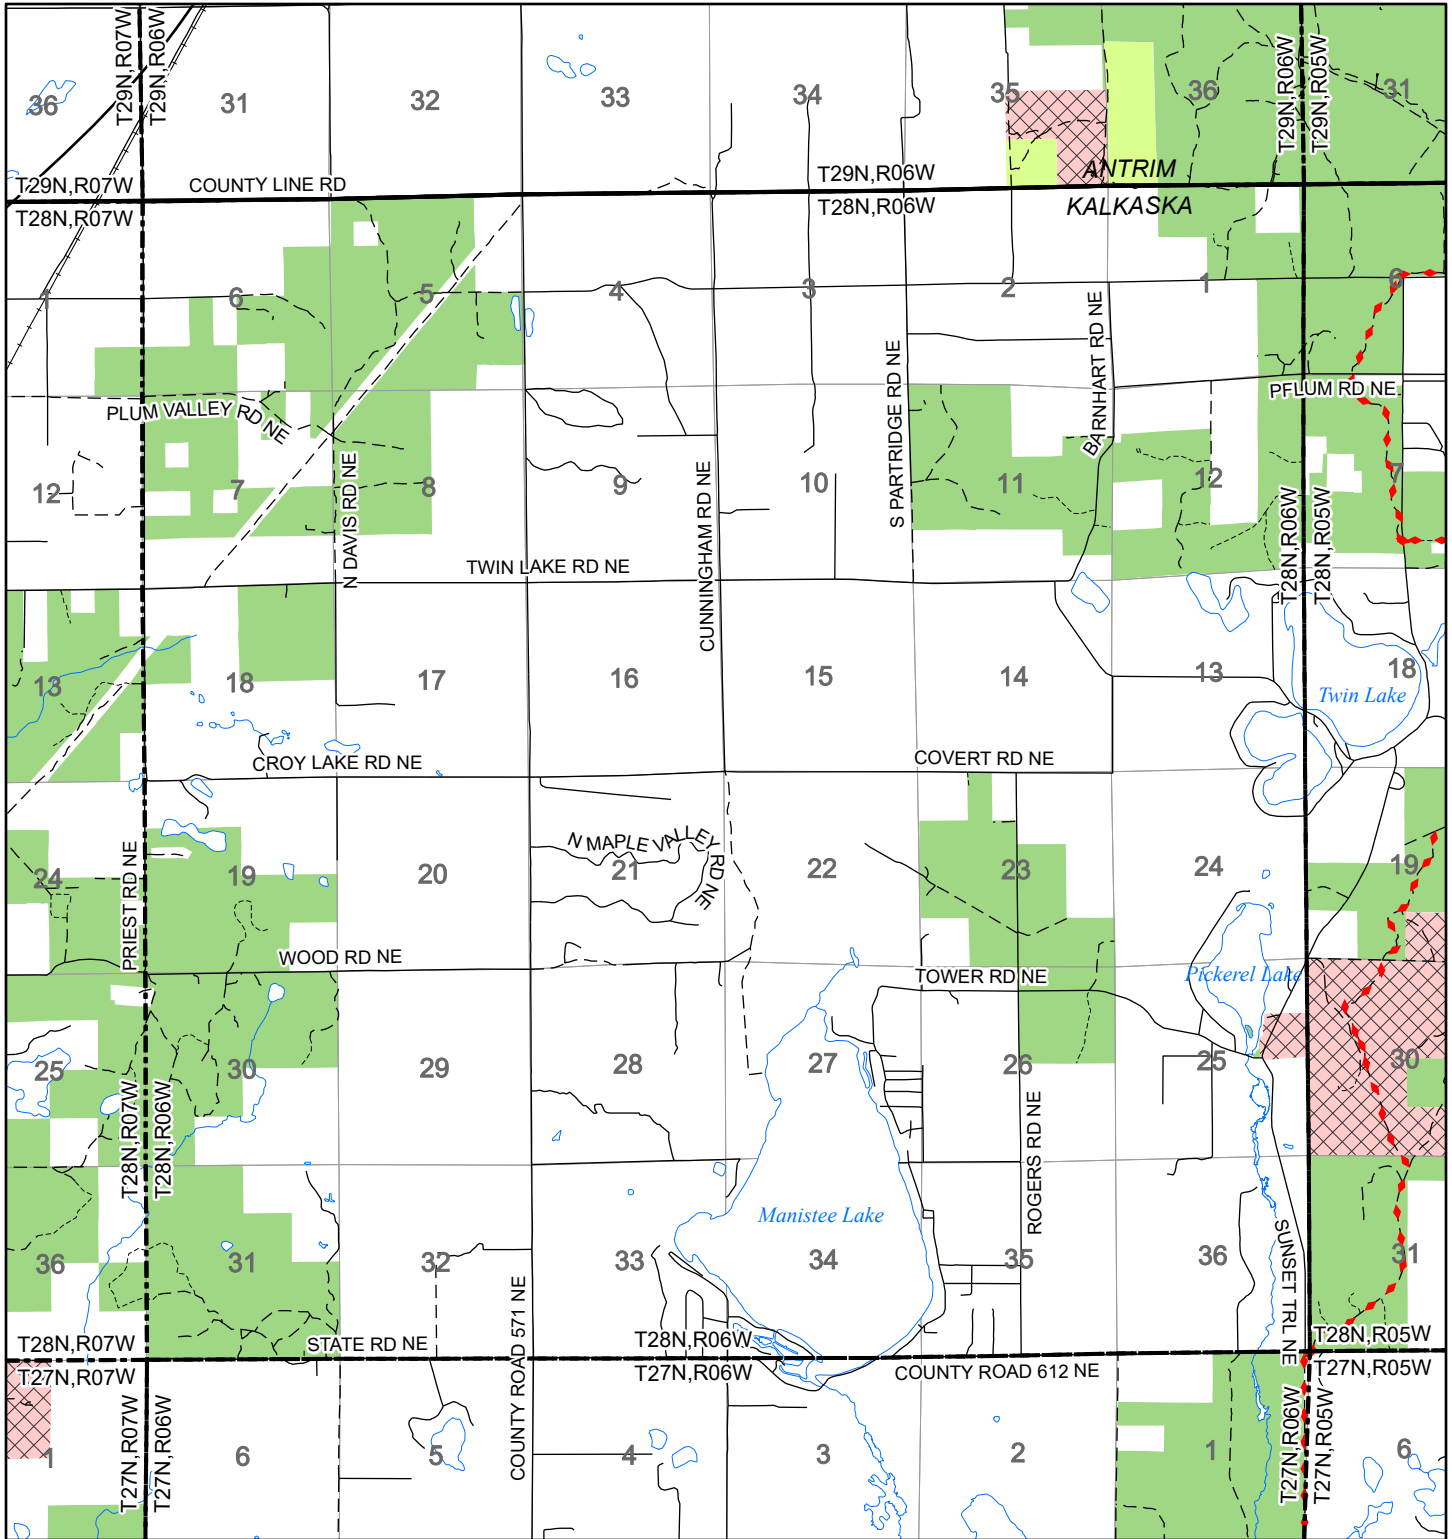 T29N,R07W
T29N,R06W
T29N,R06W
T29N,R05W
36
31
32
33
34
35
36
31
T29N,R07W
COUNTY LINE RD
T29N,R06W
ANTRIM
T28N,R07W
T28N,R06W
KALKASKA
1
6
5
4
3
2
1
6
BARNHART RD NE
S PARTRIDGE RD NE
PFLUM RD NE
PLUM VALLEY RD NE
12
7
8
9
10
11
12
7
N DAVIS RD NE
CUNNINGHAM RD NE
T28N,R06W
T28N,R05W
TWIN LAKE RD NE
13
18
17
16
15
14
13
18
Twin Lake
CROY LAKE RD NE
COVERT RD NE
N MAPLE VALLEY RD NE
24
19
20
21
22
23
24
19
PRIEST RD NE
WOOD RD NE
TOWER RD NE
Pickerel Lake
25
30
29
28
27
26
25
30
T28N,R07W
T28N,R06W
ROGERS RD NE
Manistee Lake
36
31
32
33
34
35
36
31
SUNSET TRL NE
COUNTY ROAD 571 NE
T28N,R07W
STATE RD NE
T28N,R06W
T28N,R05W
T27N,R07W
T27N,R06W
COUNTY ROAD 612 NE
T27N,R05W
T27N,R07W
T27N,R06W
T27N,R06W
T27N,R05W
1
6
5
4
3
2
1
6